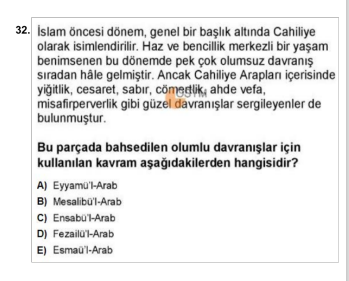 32. İslam öncesi dönem, genel bir başlık altında Cahiliye
olarak isimlendirilir. Haz ve bencillik merkezli bir yaşam
benimsenen bu dönemde pek çok olumsuz davranış
sıradan hâle gelmiştir. Ancak Cahiliye Arapları içerisinde
yiğitlik, cesaret, sabır, cömertlik, ahde vefa,
misafirperverlik gibi güzel davranışlar sergileyenler de
bulunmuştur.
Bu parçada bahsedilen olumlu davranışlar için
kullanılan kavram aşağıdakilerden hangisidir?
A) Eyyamü'l-Arab
B) Mesalibü'l-Arab
C) Ensabü'l-Arab
D) Fezailü'l-Arab
E) Esmaü'l-Arab